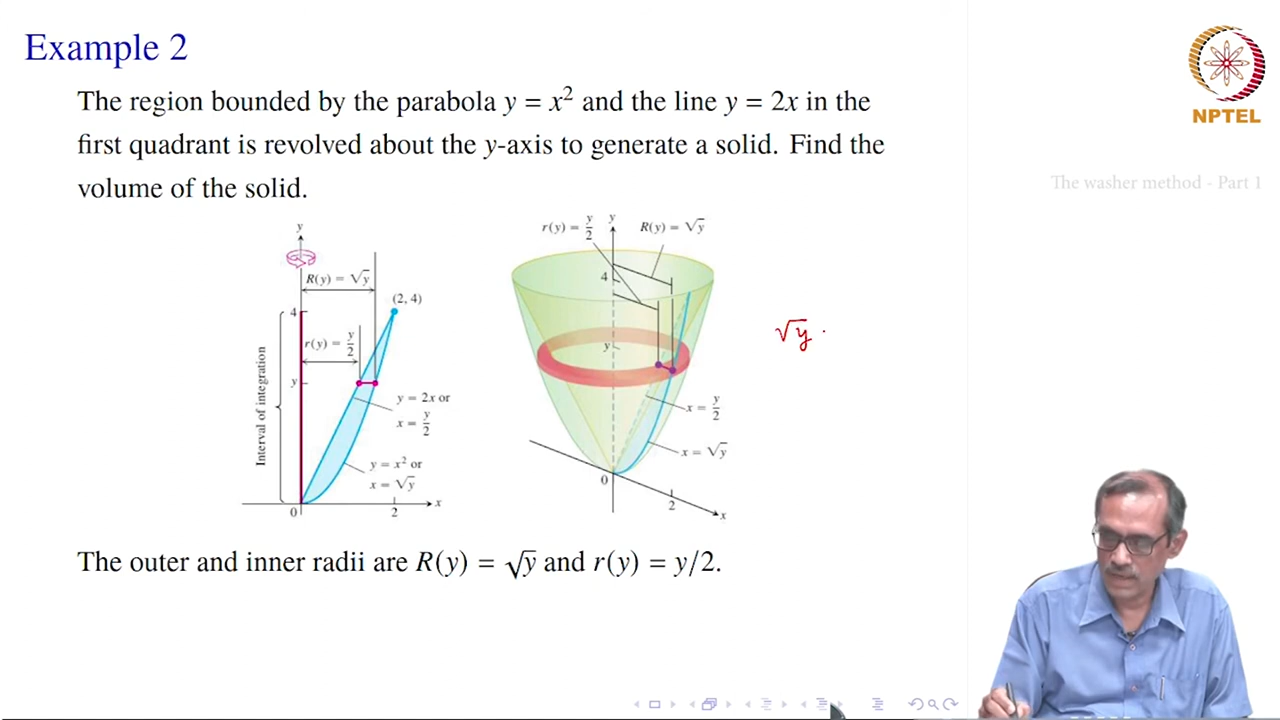 Example 2
NPTEL
The region bounded by the parabola y = x² and the line y = 2x in the
first quadrant is revolved about the y-axis to generate a solid. Find the
volume of the solid.
The washer method - Part 1
y
R(y) = √y
(2, 4)
4
r(y) = y/2
y
Interval of integration
y = 2x or
x = y/2
y = x² or
x = √y
0
2
x
r(y) = y/2
y
R(y) = √y
4
y
x = y/2
x = √y
0
2
x
√y .
The outer and inner radii are R(y) = √y and r(y) = y/2.